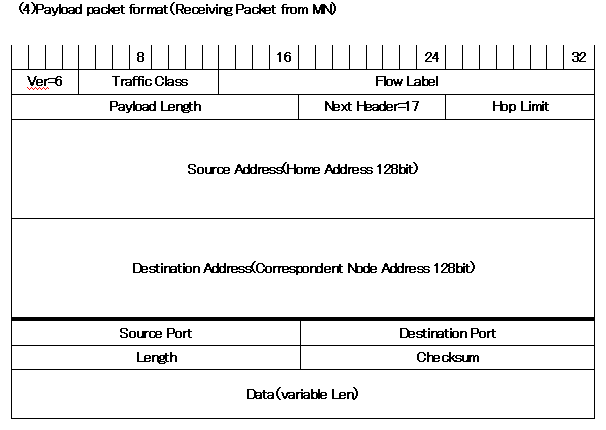 (4)Payload packet format(Receiving Packet from MN)
8 16 24 32
Ver=6 Traffic Class Flow Label
Payload Length Next Header=17 Hop Limit
Source Address(Home Address 128bit)
Destination Address(Correspondent Node Address 128bit)
Source Port Destination Port
Length Checksum
Data(variable Len)